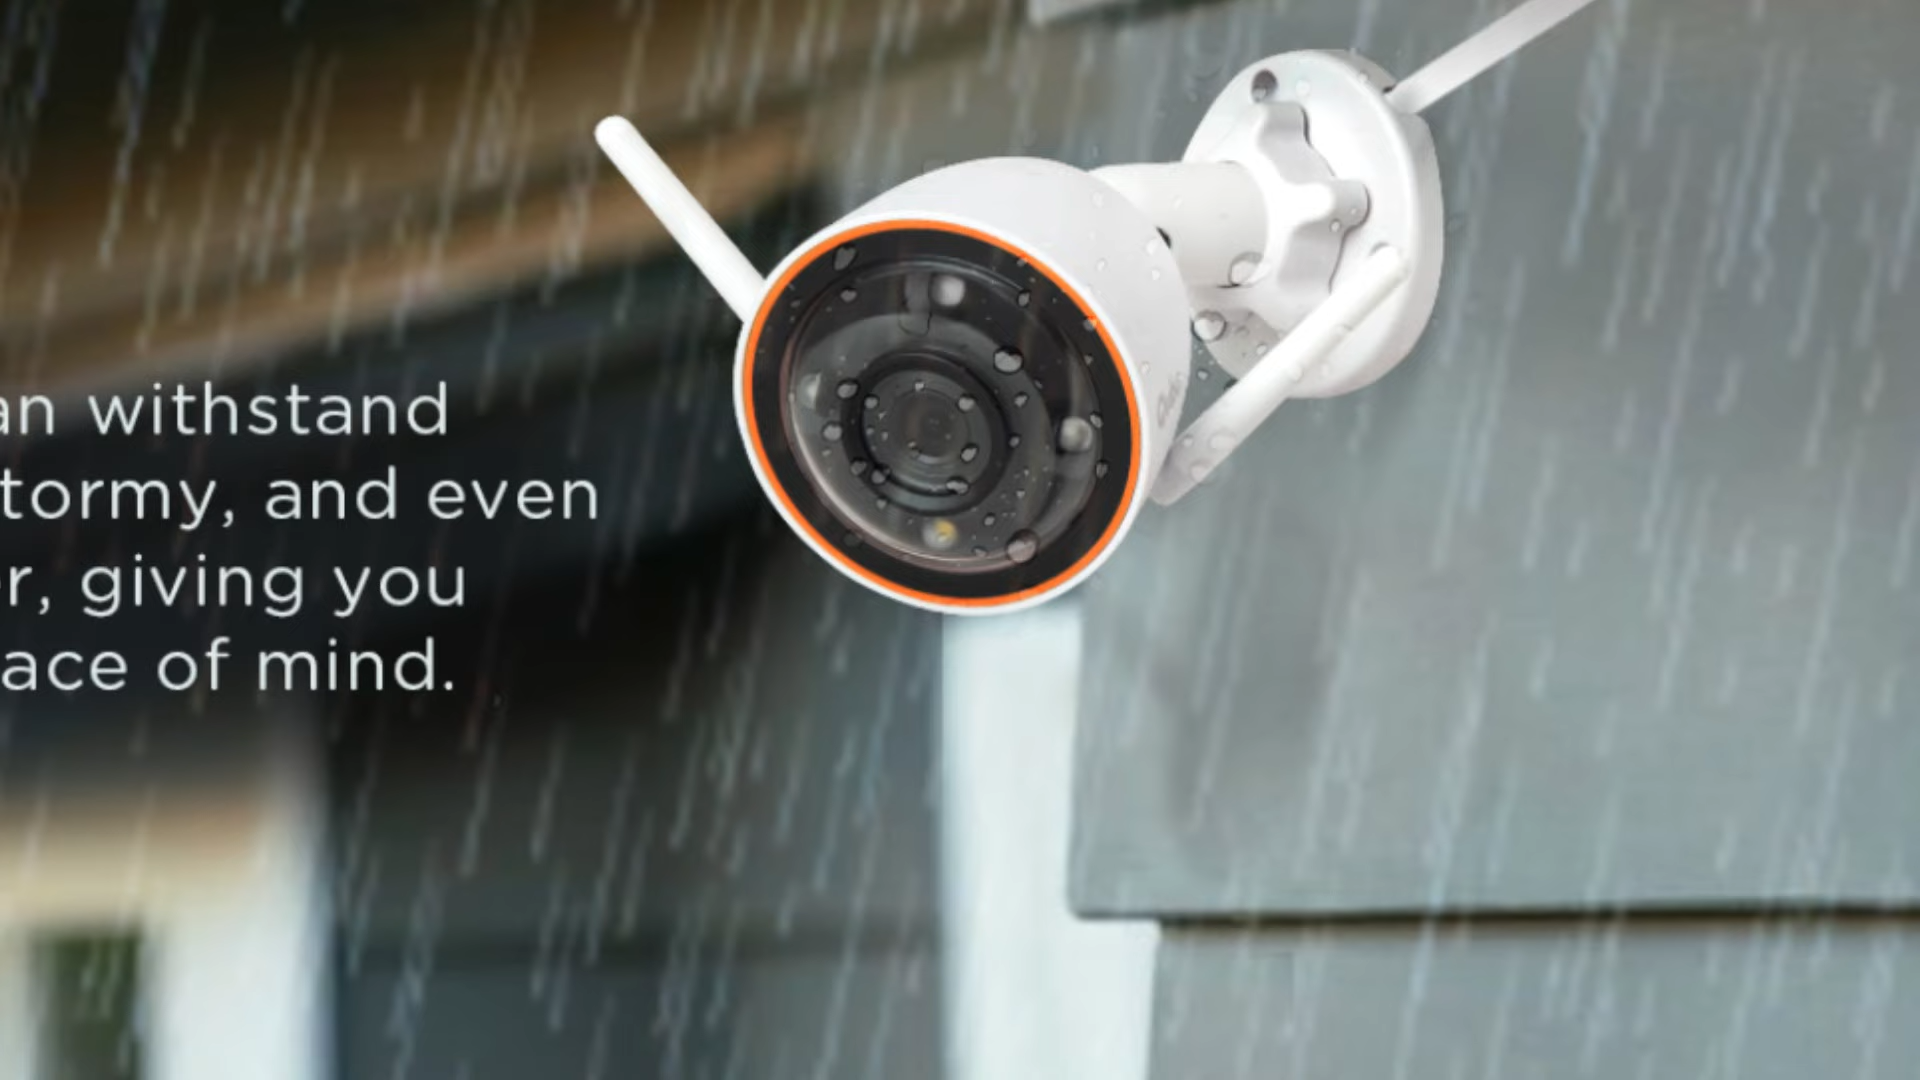 an withstand
tormy, and even
r, giving you
ace of mind.